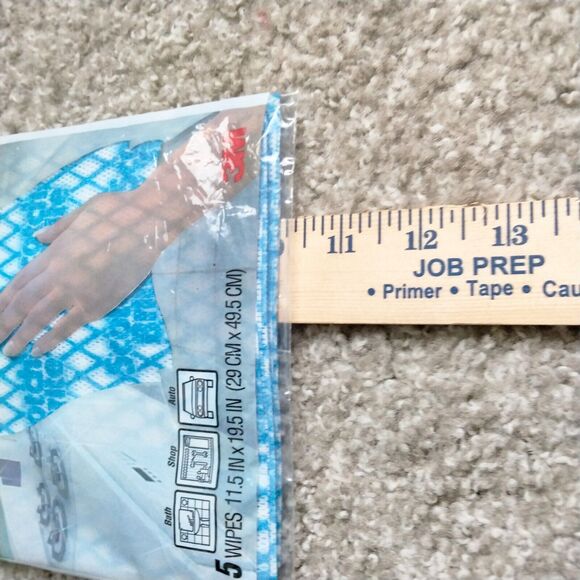 3M
Auto
Shop
Bath
5 WIPES 11.5 IN x 19.5 IN (29 CM x 49.5 CM)
11 12 13
JOB PREP
• Primer • Tape • Cau